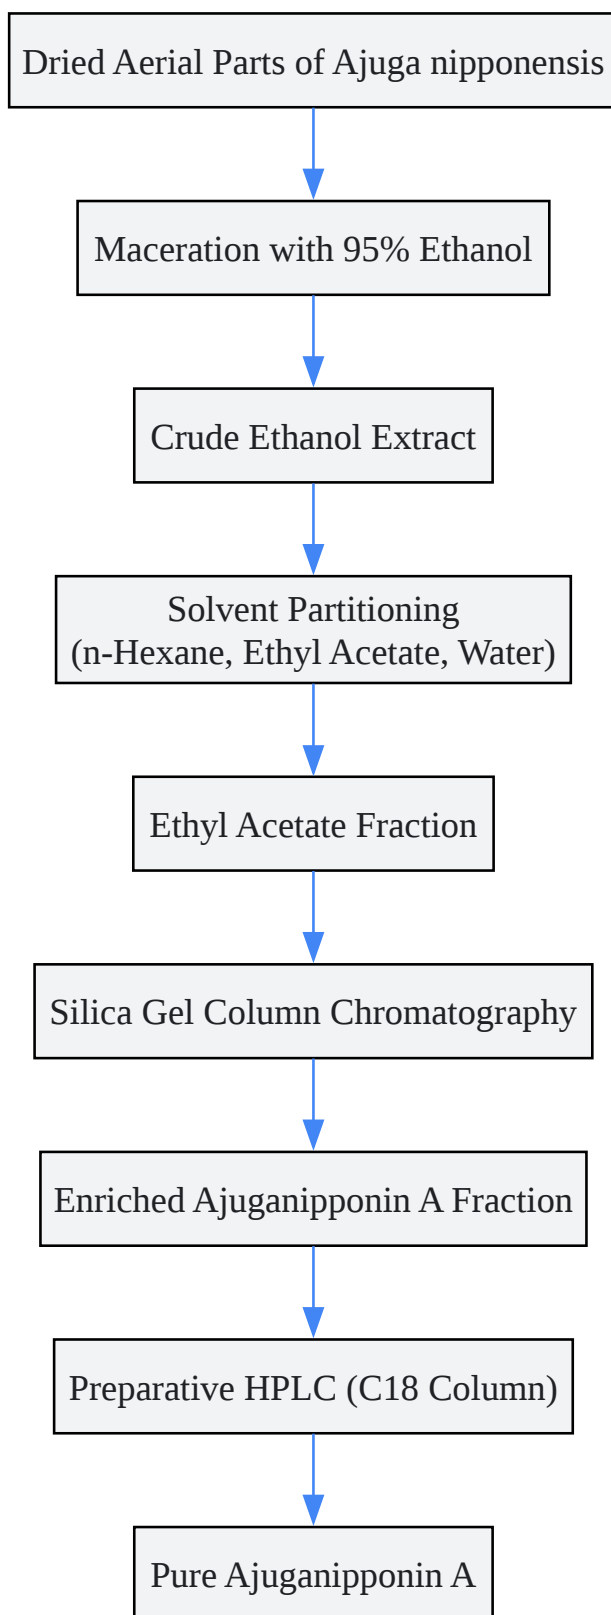 Dried Aerial Parts of Ajuga nipponensis
Maceration with 95% Ethanol
Crude Ethanol Extract
Solvent Partitioning
(n-Hexane, Ethyl Acetate, Water)
Ethyl Acetate Fraction
Silica Gel Column Chromatography
Enriched Ajuganipponin A Fraction
Preparative HPLC (C18 Column)
Pure Ajuganipponin A